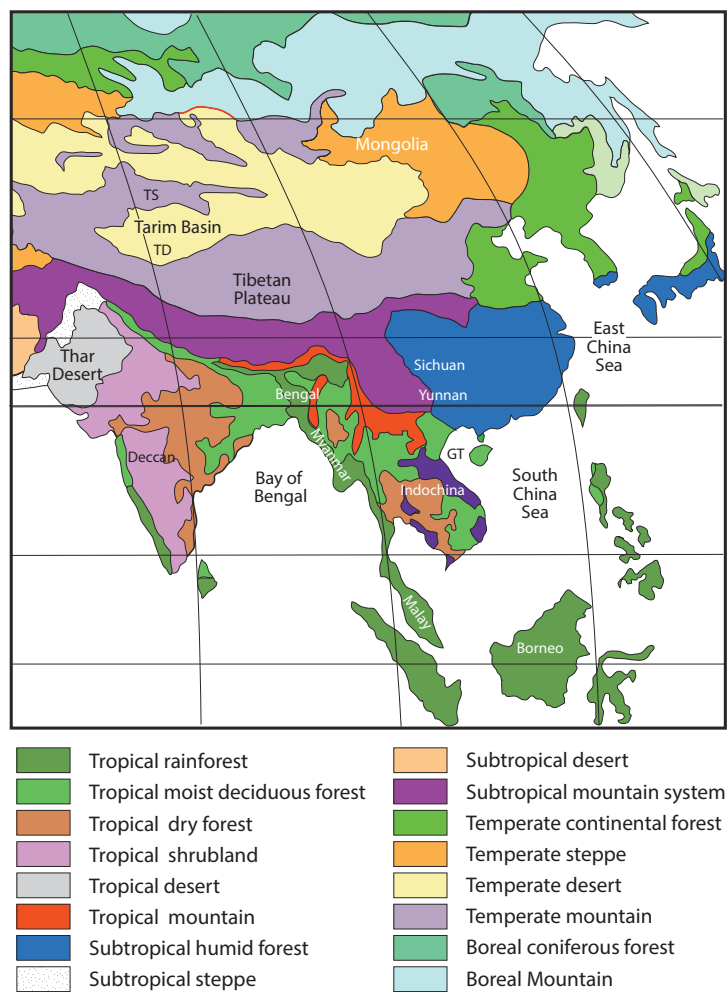 Mongolia
TS
Tarim Basin
TD
Tibetan
Plateau
East
China
Sea
Thar
Desert
Sichuan
Bengal
Yunnan
Myanmar
Deccan
GT
Bay of
Bengal
Indochina
South
China
Sea
Malay
Borneo
Tropical rainforest
Tropical moist deciduous forest
Tropical dry forest
Tropical shrubland
Tropical desert
Tropical mountain
Subtropical humid forest
Subtropical steppe
Subtropical desert
Subtropical mountain system
Temperate continental forest
Temperate steppe
Temperate desert
Temperate mountain
Boreal coniferous forest
Boreal Mountain